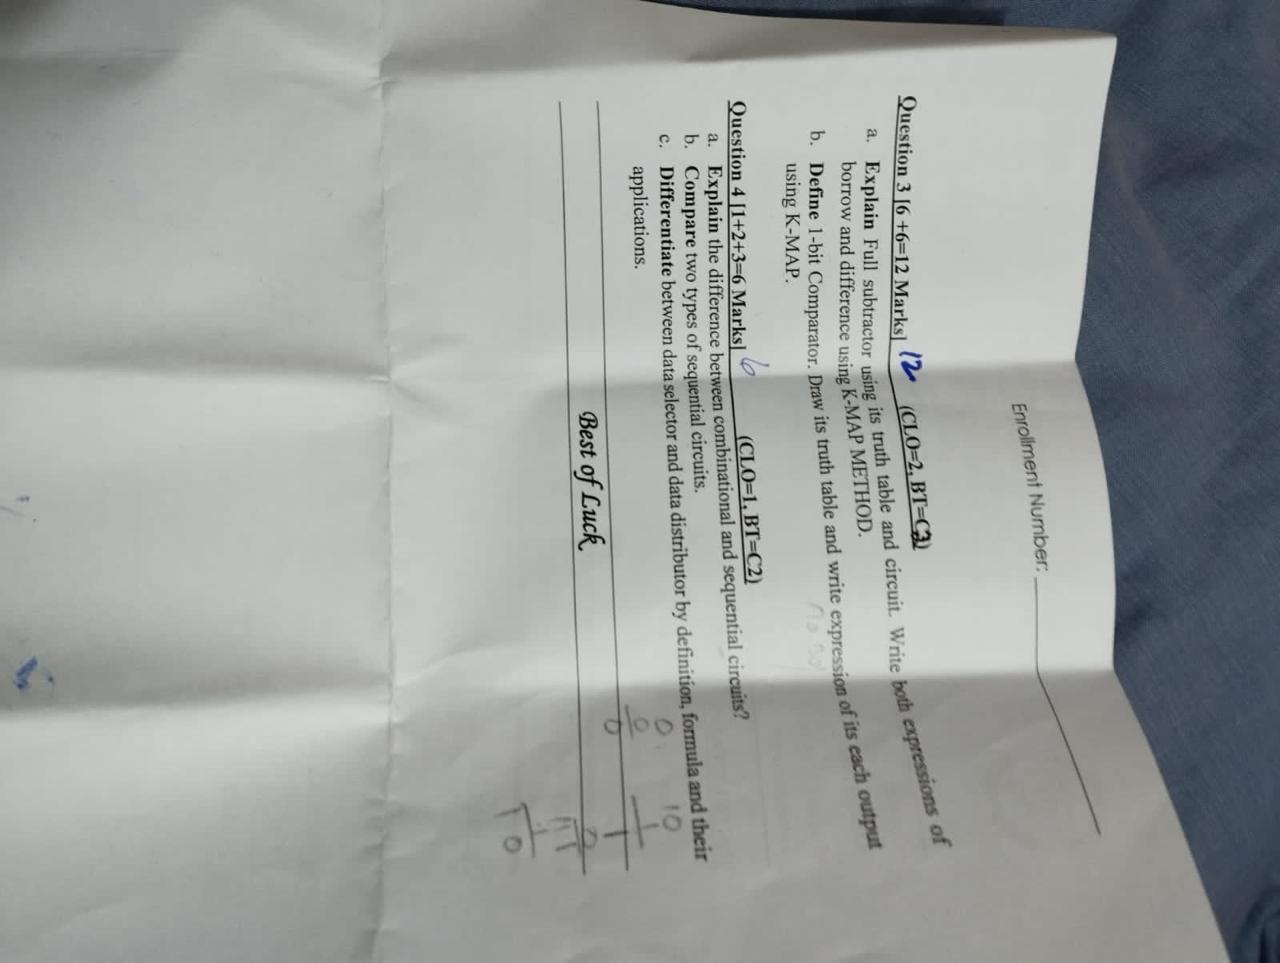 Enrollment Number:
Question 3 [6 +6=12 Marks] 12 (CLO=2, BT=C2)
a. Explain Full subtractor using its truth table and circuit. Write both expressions of
borrow and difference using K-MAP METHOD.
b. Define 1-bit Comparator. Draw its truth table and write expression of its each output
using K-MAP.
Question 4 [1+2+3=6 Marks] 6 (CLO=1, BT=C2)
a. Explain the difference between combinational and sequential circuits?
b. Compare two types of sequential circuits.
c. Differentiate between data selector and data distributor by definition, formula and their
applications.
Best of Luck